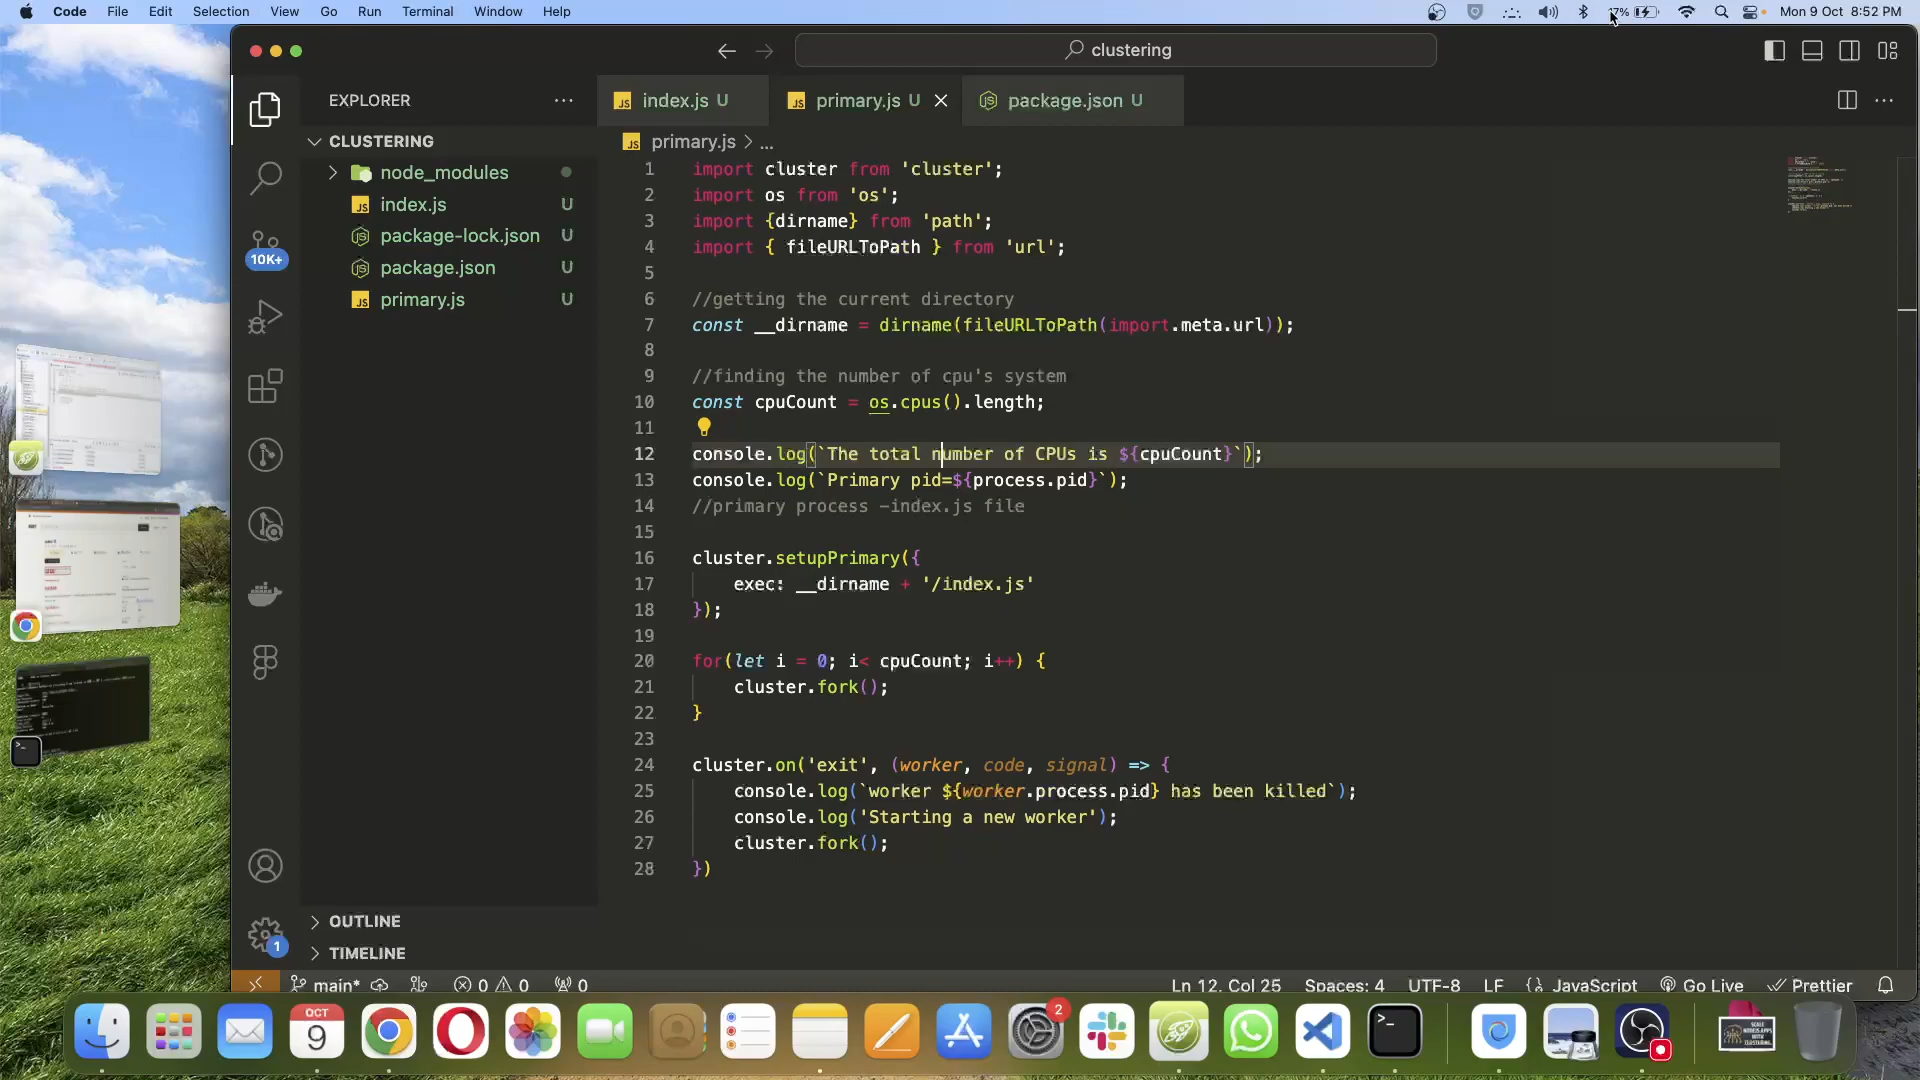 Code File Edit Selection View Go Run Terminal Window Help
17%
Mon 9 Oct 8:52 PM
clustering
EXPLORER
CLUSTERING
node_modules
index.js U
package-lock.json U
package.json U
primary.js U
10K+
OUTLINE
TIMELINE
1
index.js U
primary.js U
package.json U
primary.js > ...
1 import cluster from 'cluster';
2 import os from 'os';
3 import {dirname} from 'path';
4 import { fileURLToPath } from 'url';
5
6 //getting the current directory
7 const __dirname = dirname(fileURLToPath(import.meta.url));
8
9 //finding the number of cpu's system
10 const cpuCount = os.cpus().length;
11
12 console.log(`The total number of CPUs is ${cpuCount}`);
13 console.log(`Primary pid=${process.pid}`);
14 //primary process -index.js file
15
16 cluster.setupPrimary({
17 exec: __dirname + '/index.js'
18 });
19
20 for(let i = 0; i< cpuCount; i++) {
21 cluster.fork();
22 }
23
24 cluster.on('exit', (worker, code, signal) => {
25 console.log(`worker ${worker.process.pid} has been killed`);
26 console.log('Starting a new worker');
27 cluster.fork();
28 })
main* 0 0 0
Ln 12, Col 25 Spaces: 4 UTF-8 LF {} JavaScript Go Live Prettier
OCT
9
2